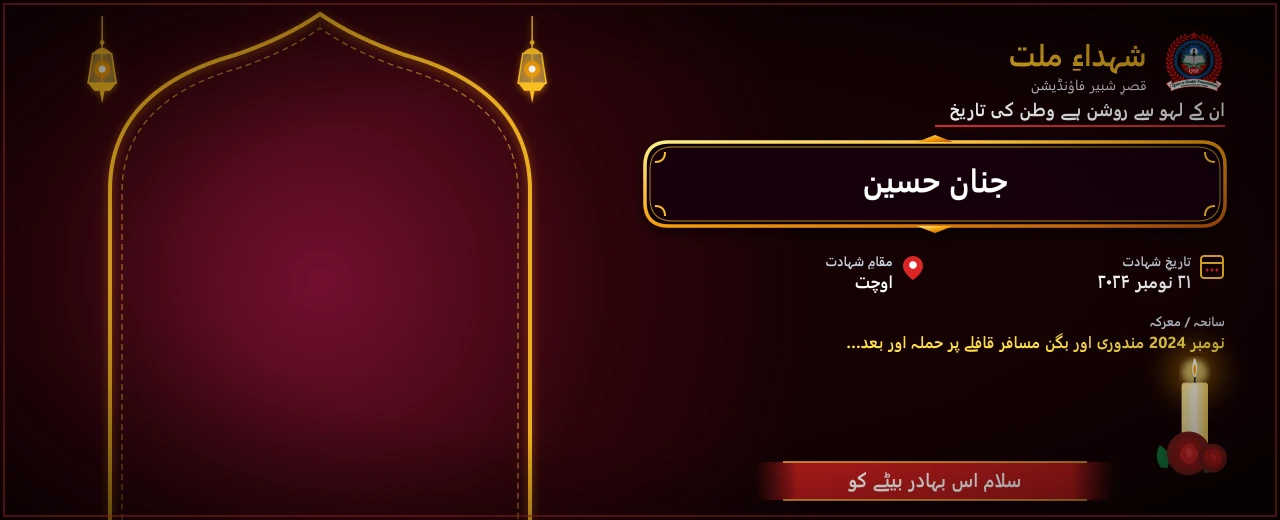 شہداءِ ملت
قصرِ شبیر فاؤنڈیشن
ان کے لہو سے روشن ہے وطن کی تاریخ
جنان حسین
تاریخِ شہادت
۲۱ نومبر ۲۰۲۴
مقامِ شہادت
اوچت
سانحہ / معرکہ
نومبر 2024 مندوری اور بگن مسافر قافلے پر حملہ اور بعد...
سلام اس بہادر بیٹے کو